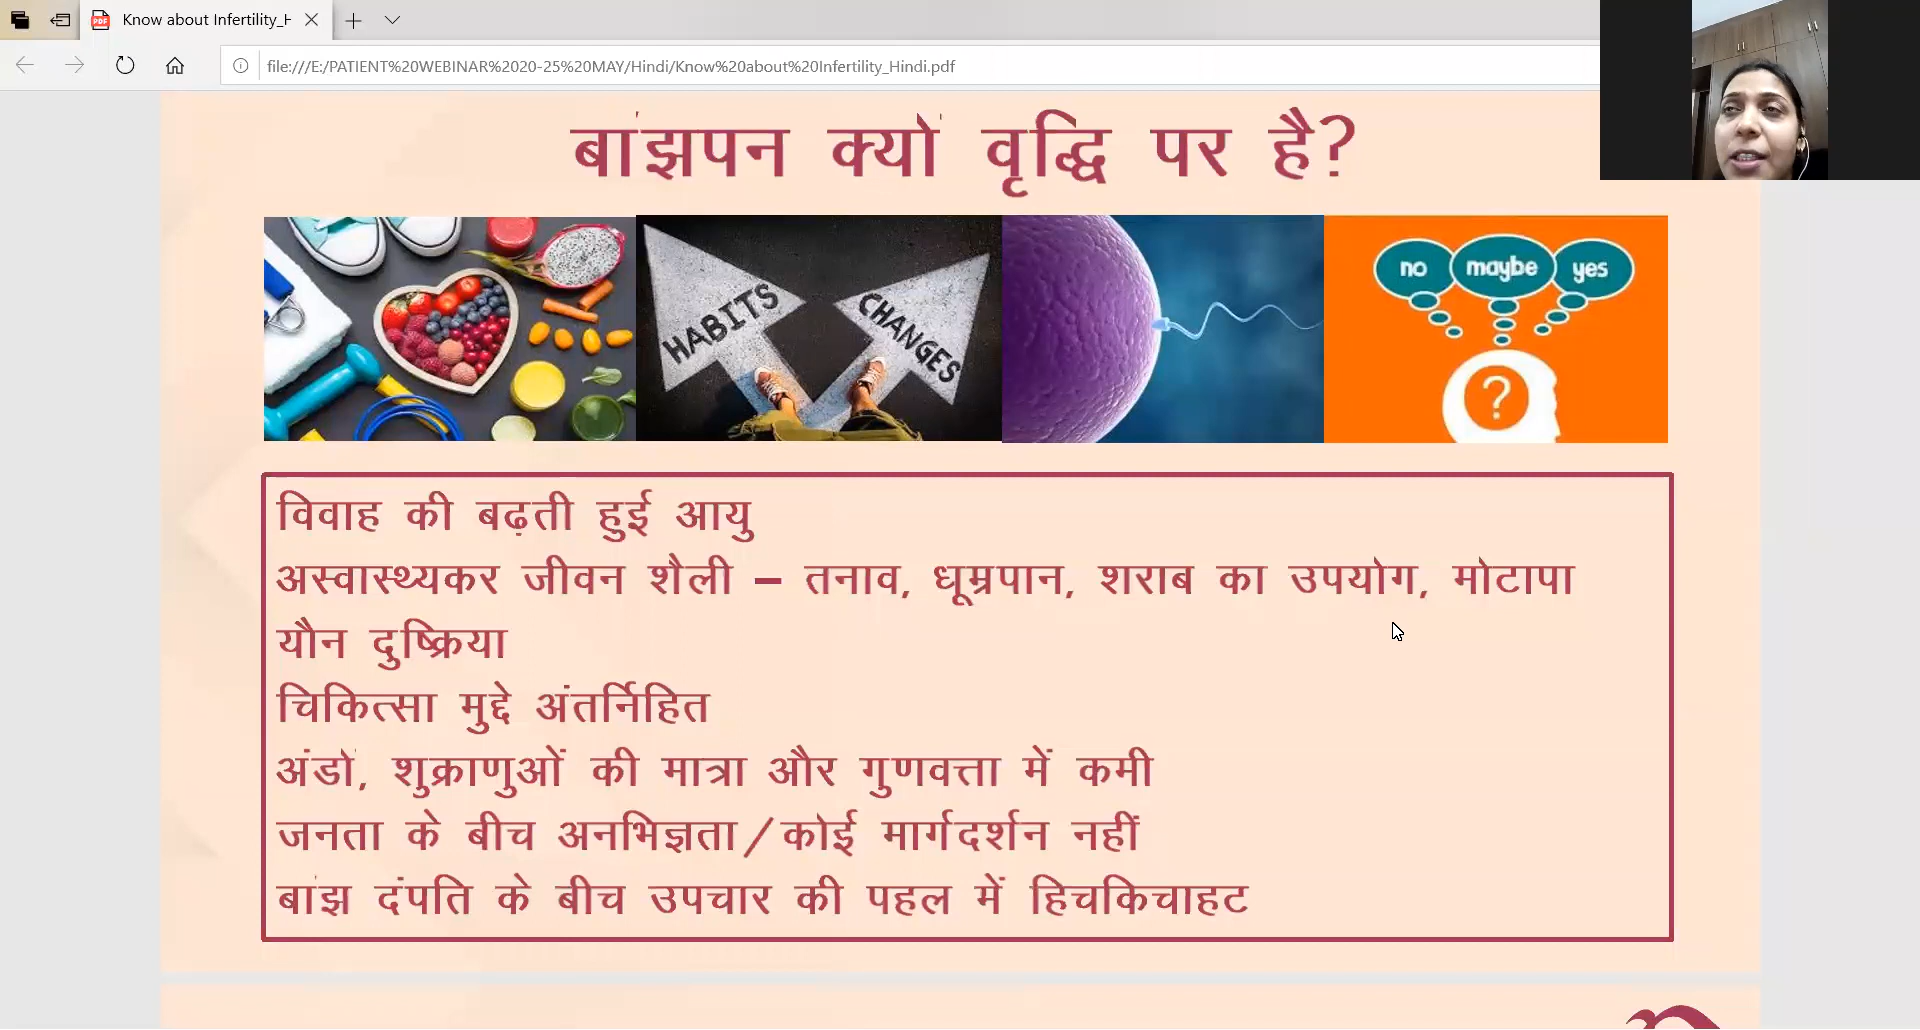 Know about Infertility_H
file:///E:/PATIENT%20WEBINAR%2020-25%20MAY/Hindi/Know%20about%20Infertility_Hindi.pdf
बांझपन क्यों वृद्धि पर है?
HABITS
CHANGES
no
maybe
yes
?
विवाह की बढ़ती हुई आयु
अस्वास्थ्यकर जीवन शैली – तनाव, धूम्रपान, शराब का उपयोग, मोटापा
यौन दुष्क्रिया
चिकित्सा मुद्दे अंतर्निहित
अंडों, शुक्राणुओं की मात्रा और गुणवत्ता में कमी
जनता के बीच अनभिज्ञता/कोई मार्गदर्शन नहीं
बांझ दंपति के बीच उपचार की पहल में हिचकिचाहट